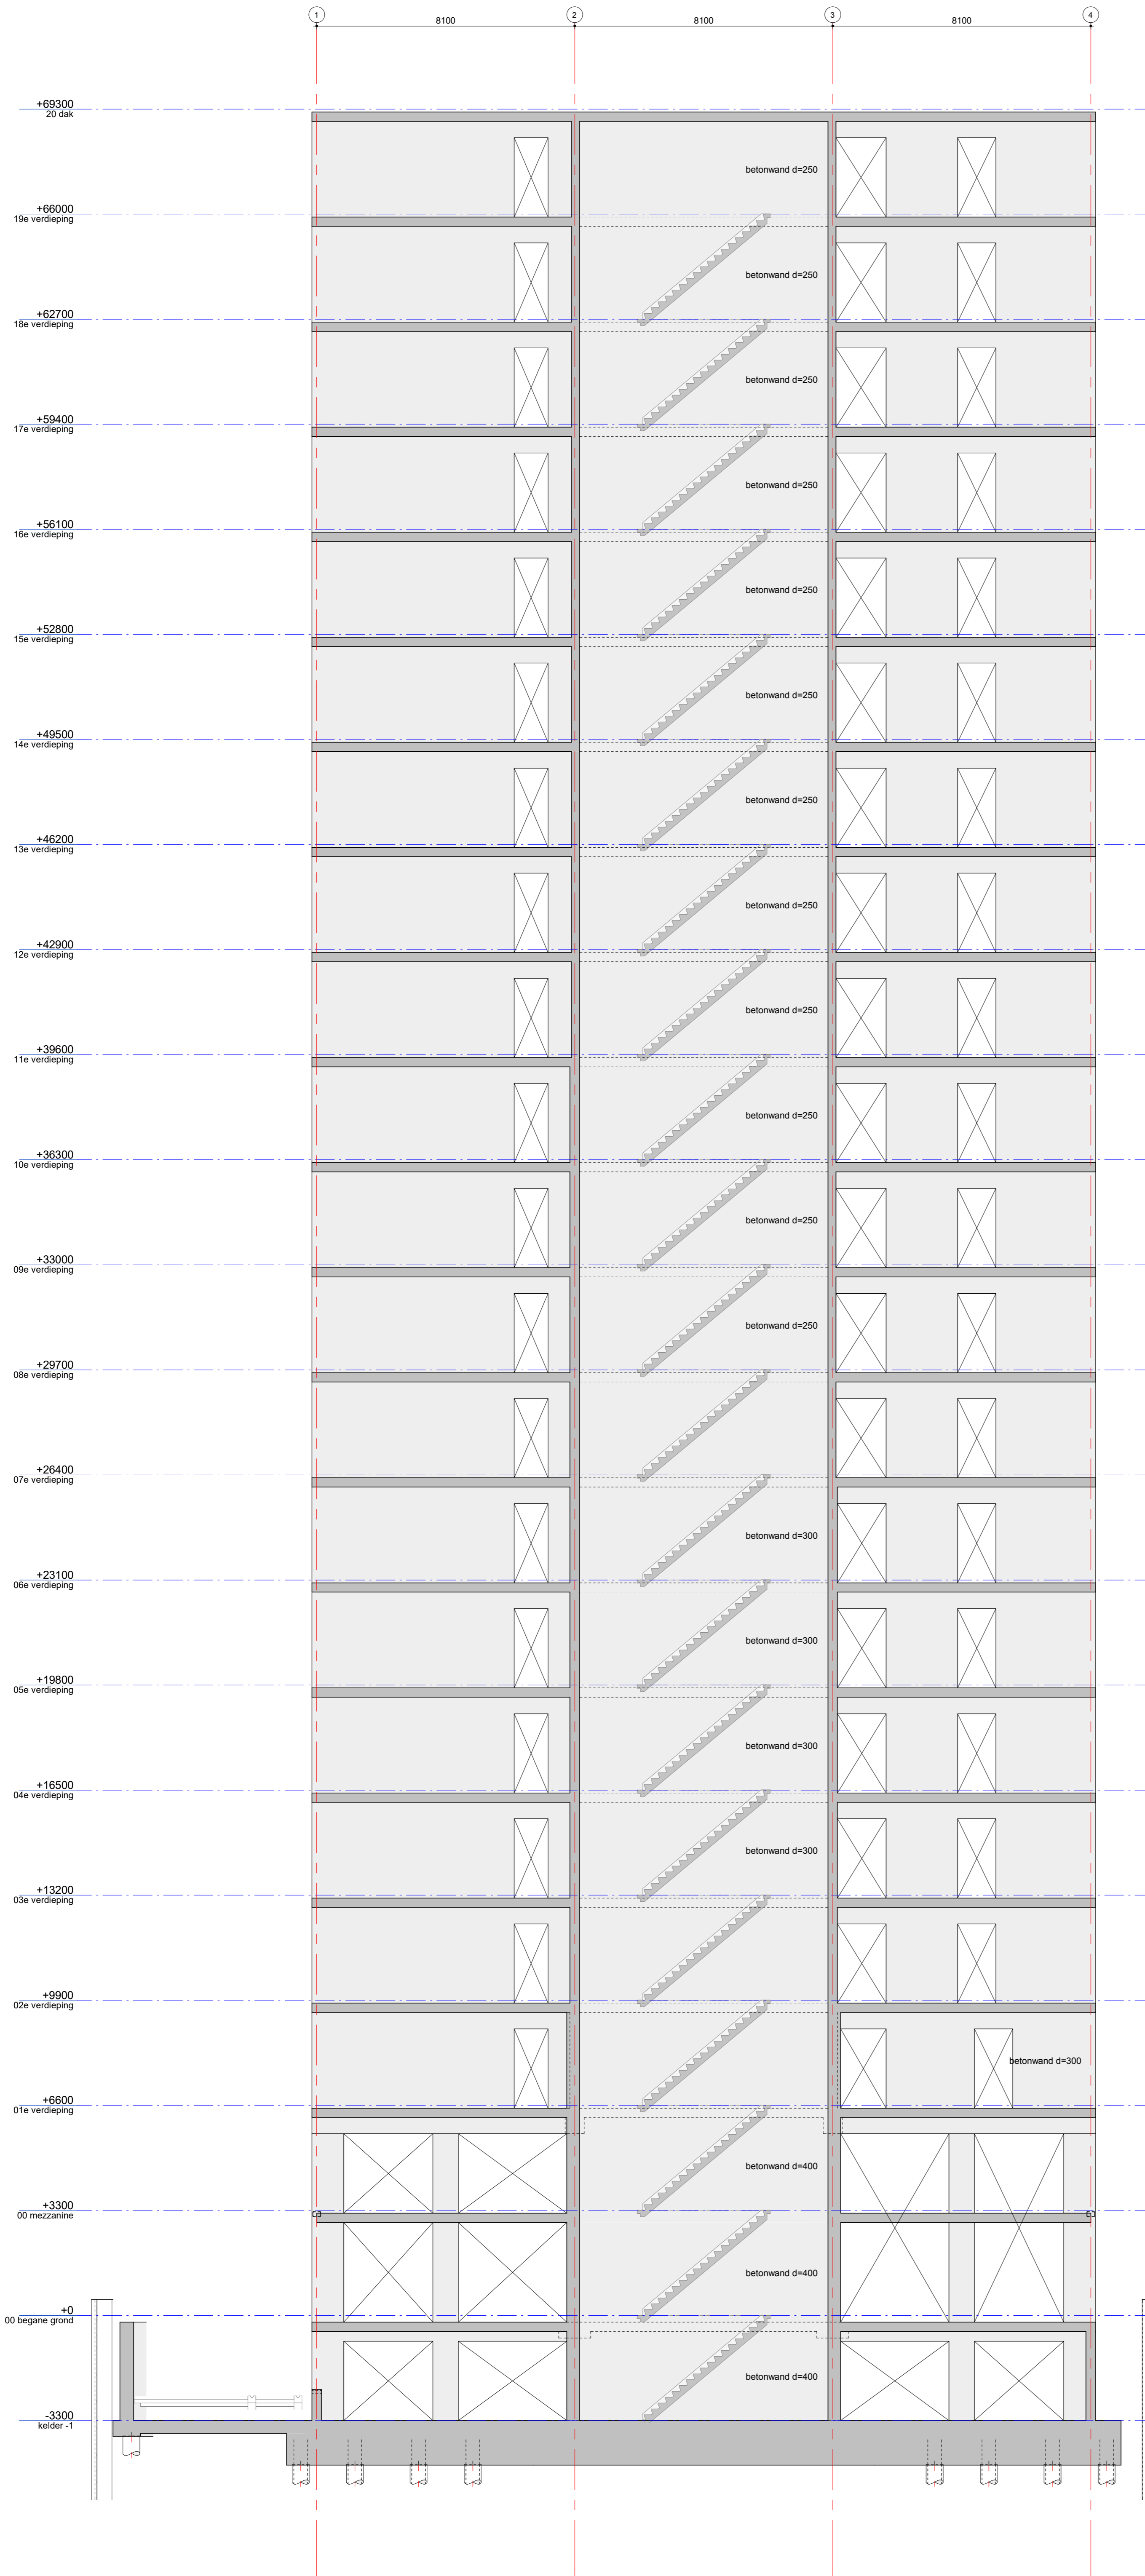 1 2 3 4
8100 8100 8100
+69300
20 dak
betonwand d=250
+66000
19e verdieping
betonwand d=250
+62700
18e verdieping
betonwand d=250
+59400
17e verdieping
betonwand d=250
+56100
16e verdieping
betonwand d=250
+52800
15e verdieping
betonwand d=250
+49500
14e verdieping
betonwand d=250
+46200
13e verdieping
betonwand d=250
+42900
12e verdieping
betonwand d=250
+39600
11e verdieping
betonwand d=250
+36300
10e verdieping
betonwand d=250
+33000
09e verdieping
betonwand d=250
+29700
08e verdieping
+26400
07e verdieping
betonwand d=300
+23100
06e verdieping
betonwand d=300
+19800
05e verdieping
betonwand d=300
+16500
04e verdieping
betonwand d=300
+13200
03e verdieping
+9900
02e verdieping
betonwand d=300
+6600
01e verdieping
betonwand d=400
+3300
00 mezzanine
betonwand d=400
+0
00 begane grond
betonwand d=400
-3300
kelder -1